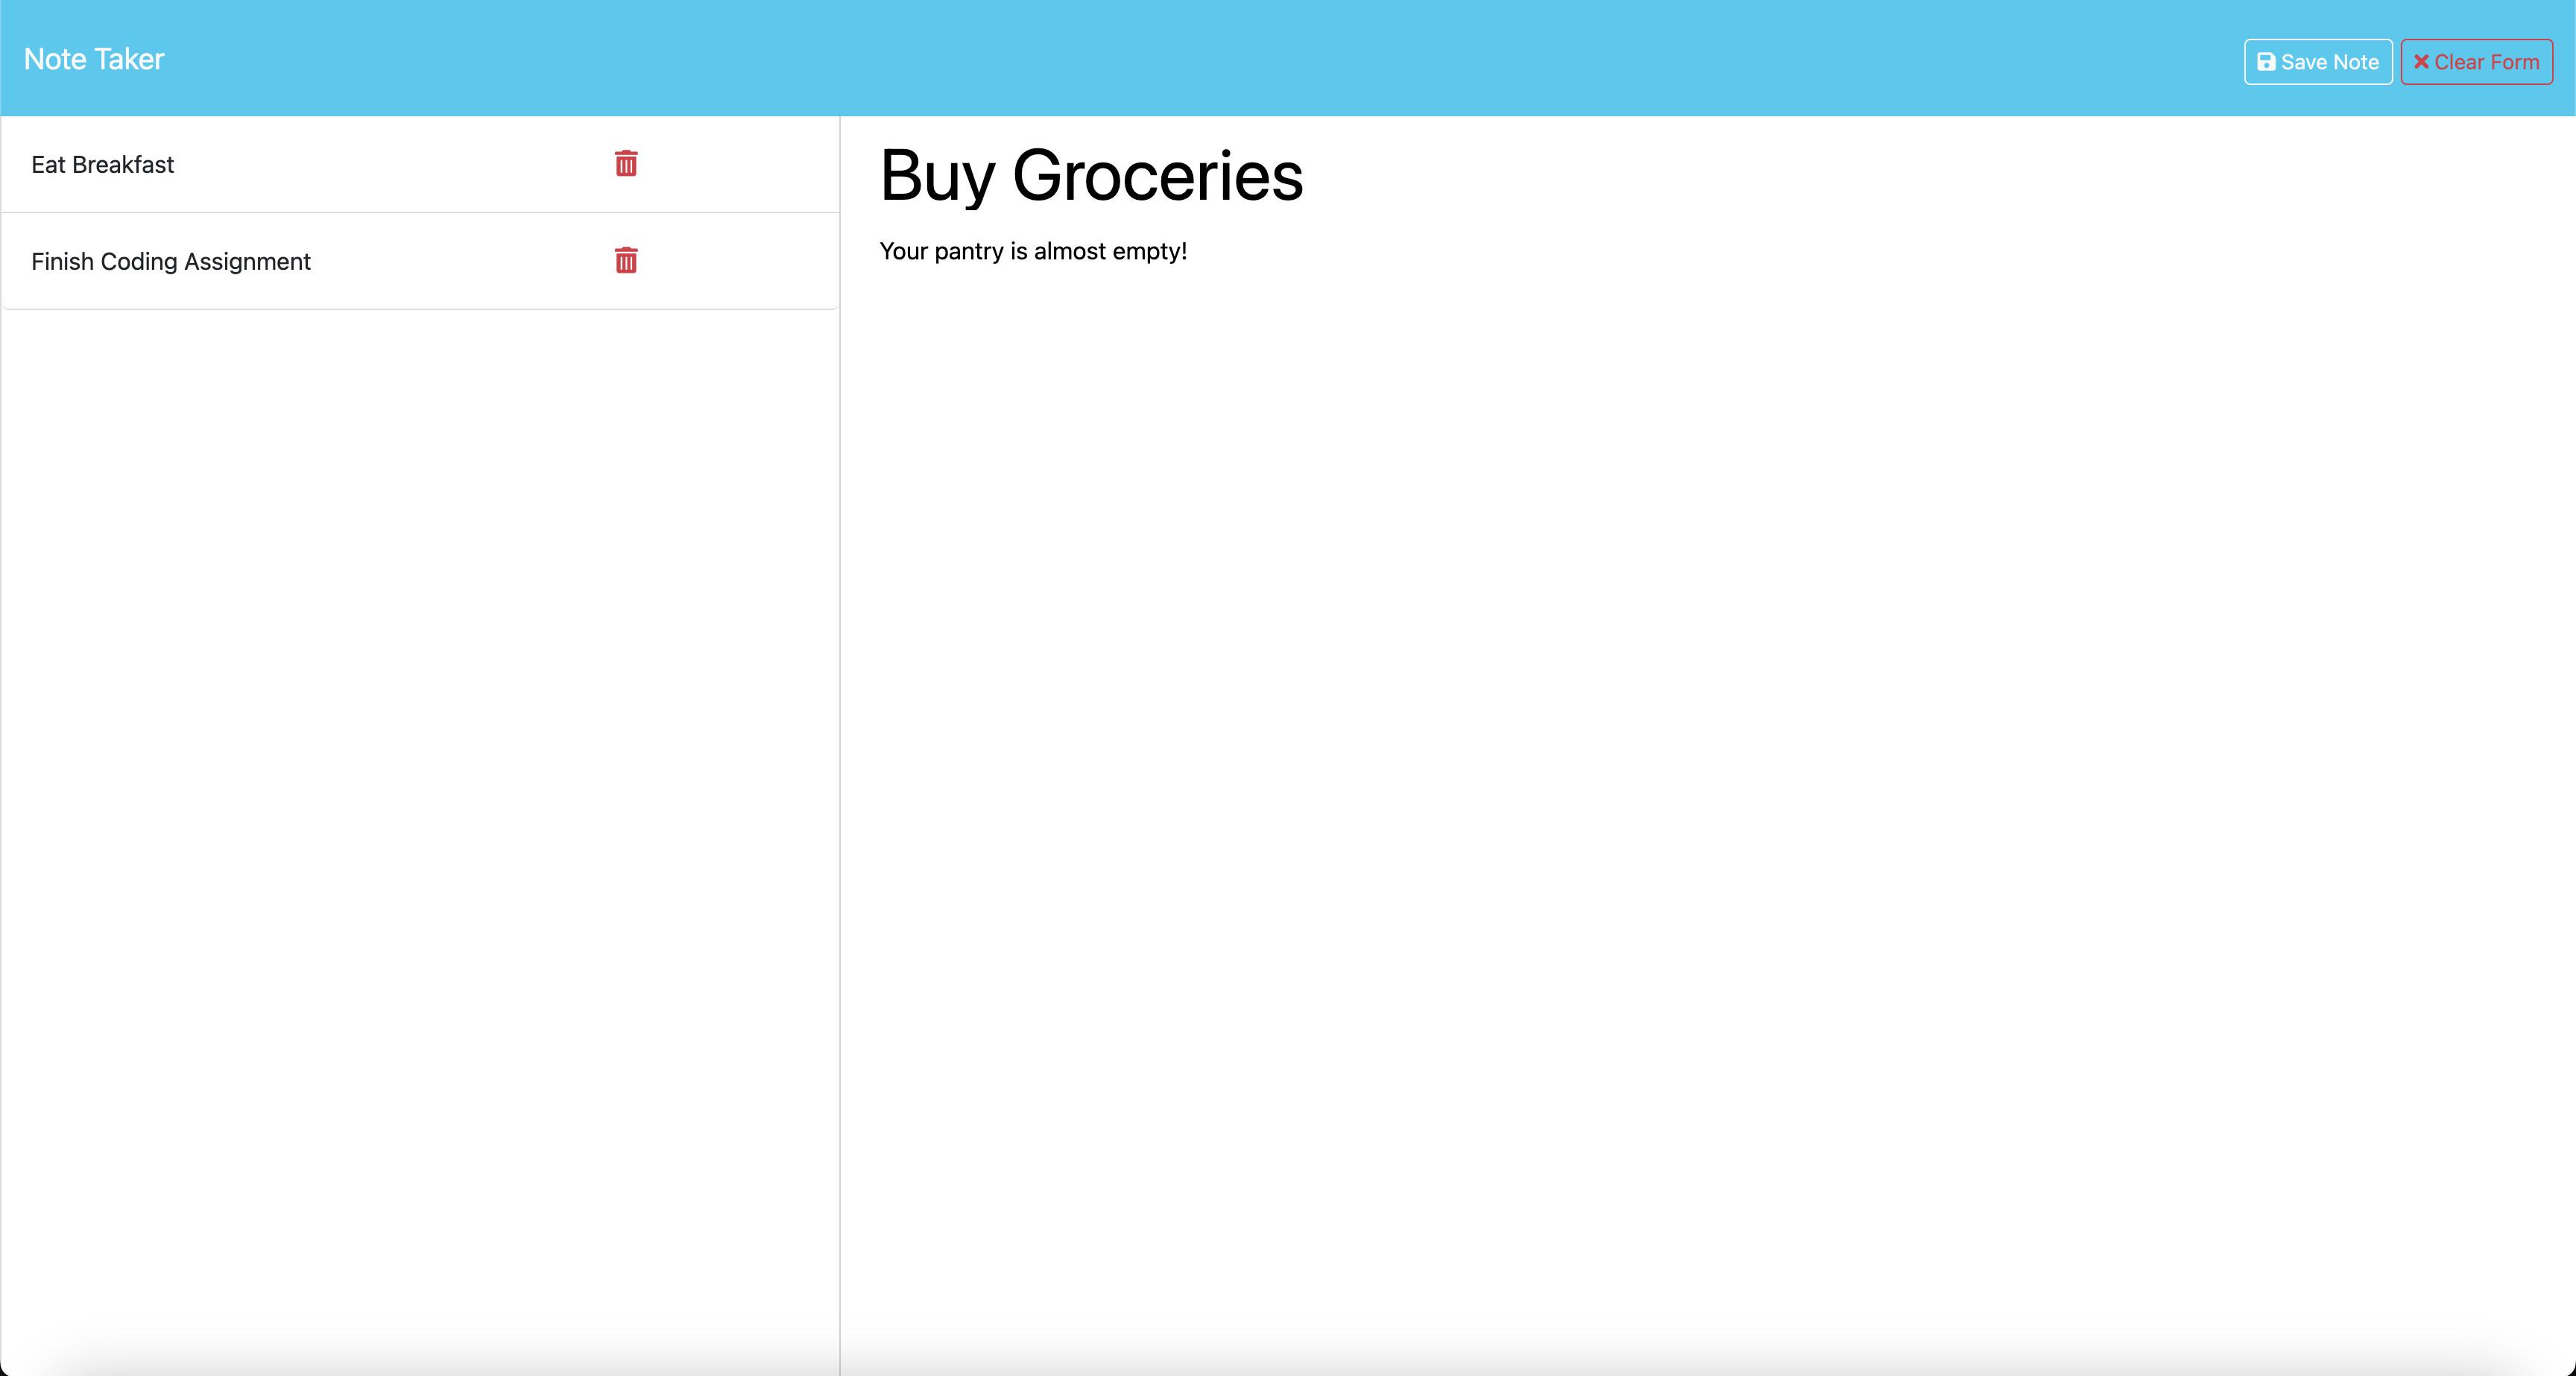 Note Taker
Save Note
Clear Form
Eat Breakfast
Finish Coding Assignment
Buy Groceries
Your pantry is almost empty!